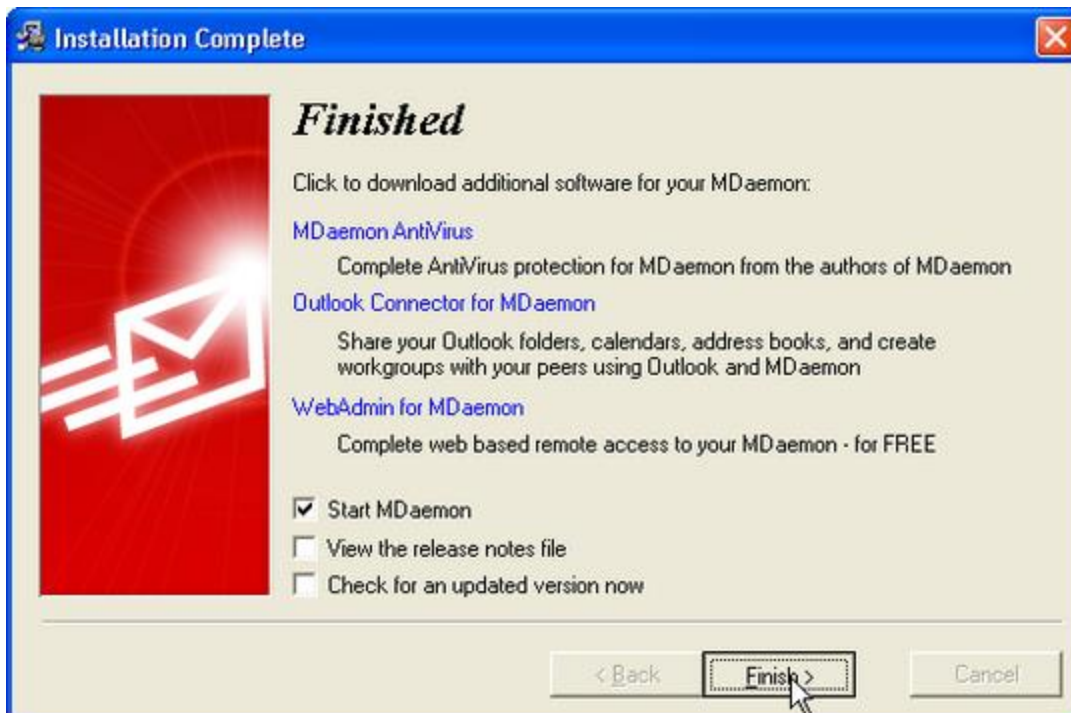 Installation Complete
Finished
Click to download additional software for your MDaemon:
MDaemon AntiVirus
Complete AntiVirus protection for MDaemon from the authors of MDaemon
Outlook Connector for MDaemon
Share your Outlook folders, calendars, address books, and create
workgroups with your peers using Outlook and MDaemon
WebAdmin for MDaemon
Complete web based remote access to your MDaemon - for FREE
Start MDaemon
View the release notes file
Check for an updated version now
< Back
Finish >
Cancel